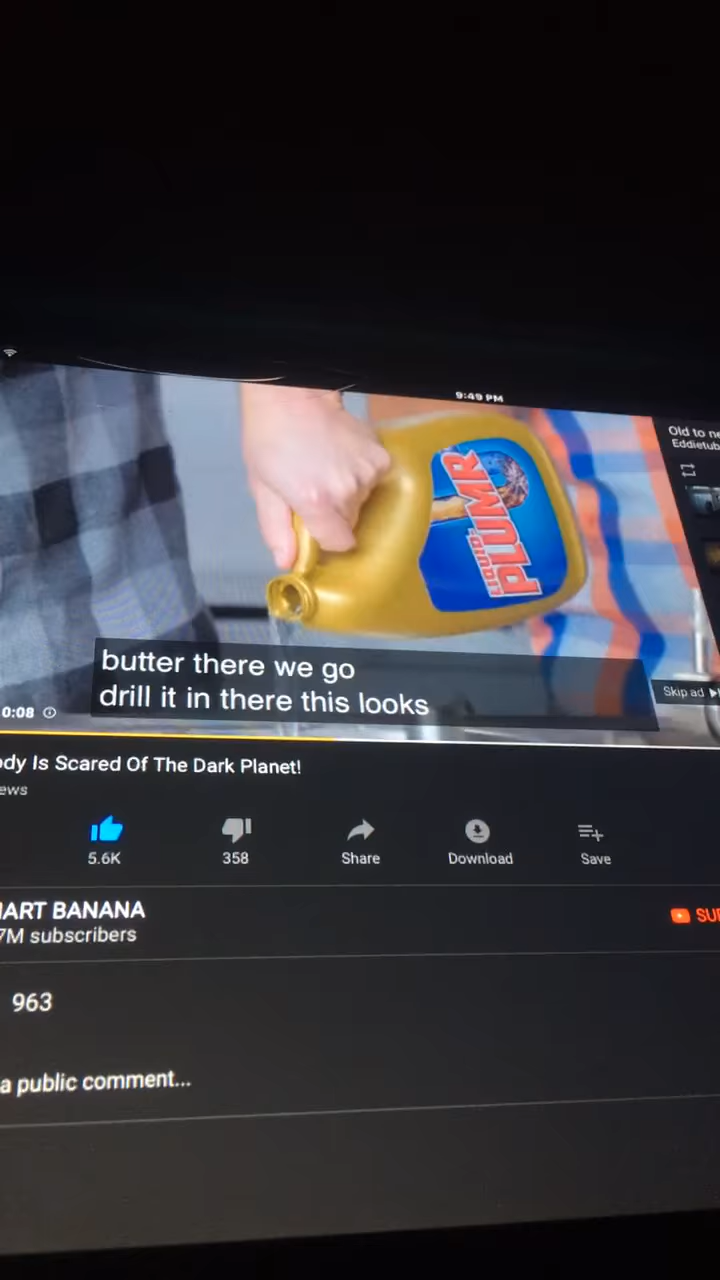 9:49 PM
Old to ne
Eddietub
LIQUID-
PLUMR
butter there we go
drill it in there this looks
Skip ad
0:08
ody Is Scared Of The Dark Planet!
ews
5.6K
358
Share
Download
Save
MART BANANA
7M subscribers
SUB
963
a public comment...